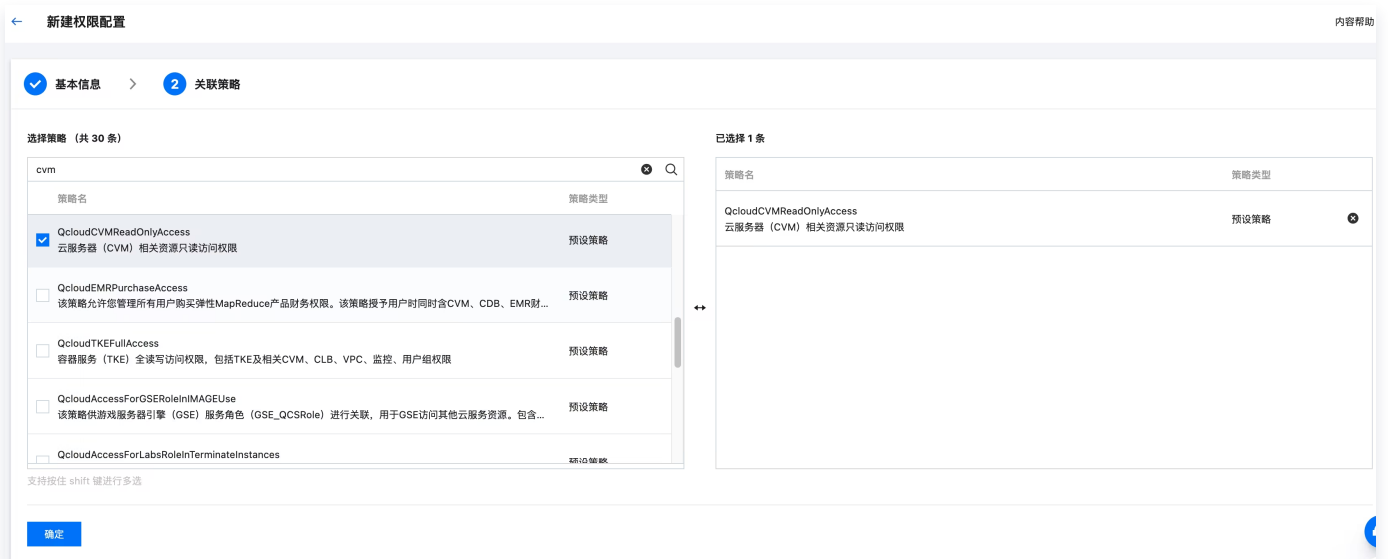 新建权限配置
内容帮助
基本信息
2 关联策略
选择策略 （共 30 条）
已选择 1 条
cvm
策略名 策略类型
策略名 策略类型
QcloudCVMReadOnlyAccess
云服务器（CVM）相关资源只读访问权限
预设策略
QcloudCVMReadOnlyAccess
云服务器（CVM）相关资源只读访问权限
预设策略
QcloudEMRPurchaseAccess
该策略允许您管理所有用户购买弹性MapReduce产品财务权限。该策略授予用户时同时含CVM、CDB、EMR财...
预设策略
QcloudTKEFullAccess
容器服务（TKE）全读写访问权限，包括TKE及相关CVM、CLB、VPC、监控、用户组权限
预设策略
QcloudAccessForGSERoleInIMAGEUse
该策略供游戏服务器引擎（GSE）服务角色（GSE_QCSRole）进行关联，用于GSE访问其他云服务资源。包含...
预设策略
QcloudAccessForLabsRoleInTerminateInstances
预设策略
支持按住 shift 键进行多选
确定